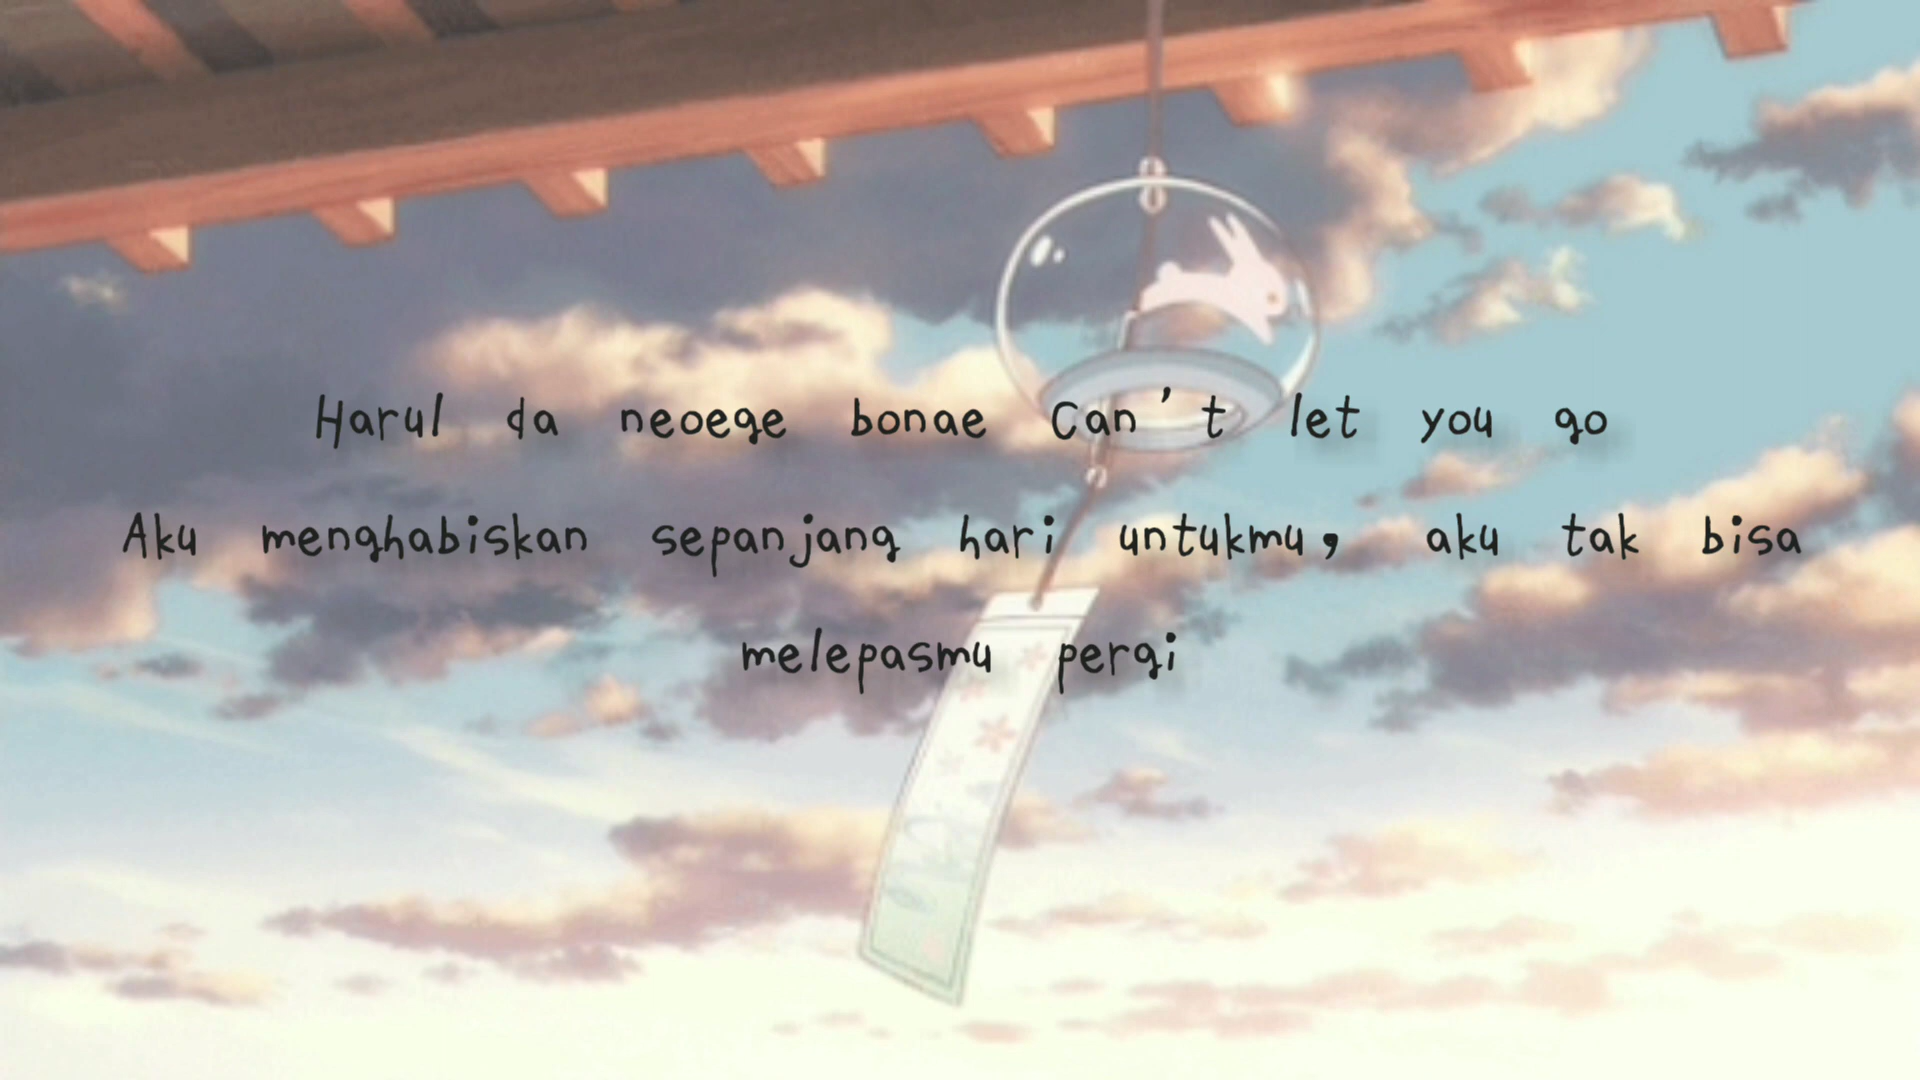 Harul da neoege bonae Can't let you go
Aku menghabiskan sepanjang hari untukmu, aku tak bisa
melepasmu pergi